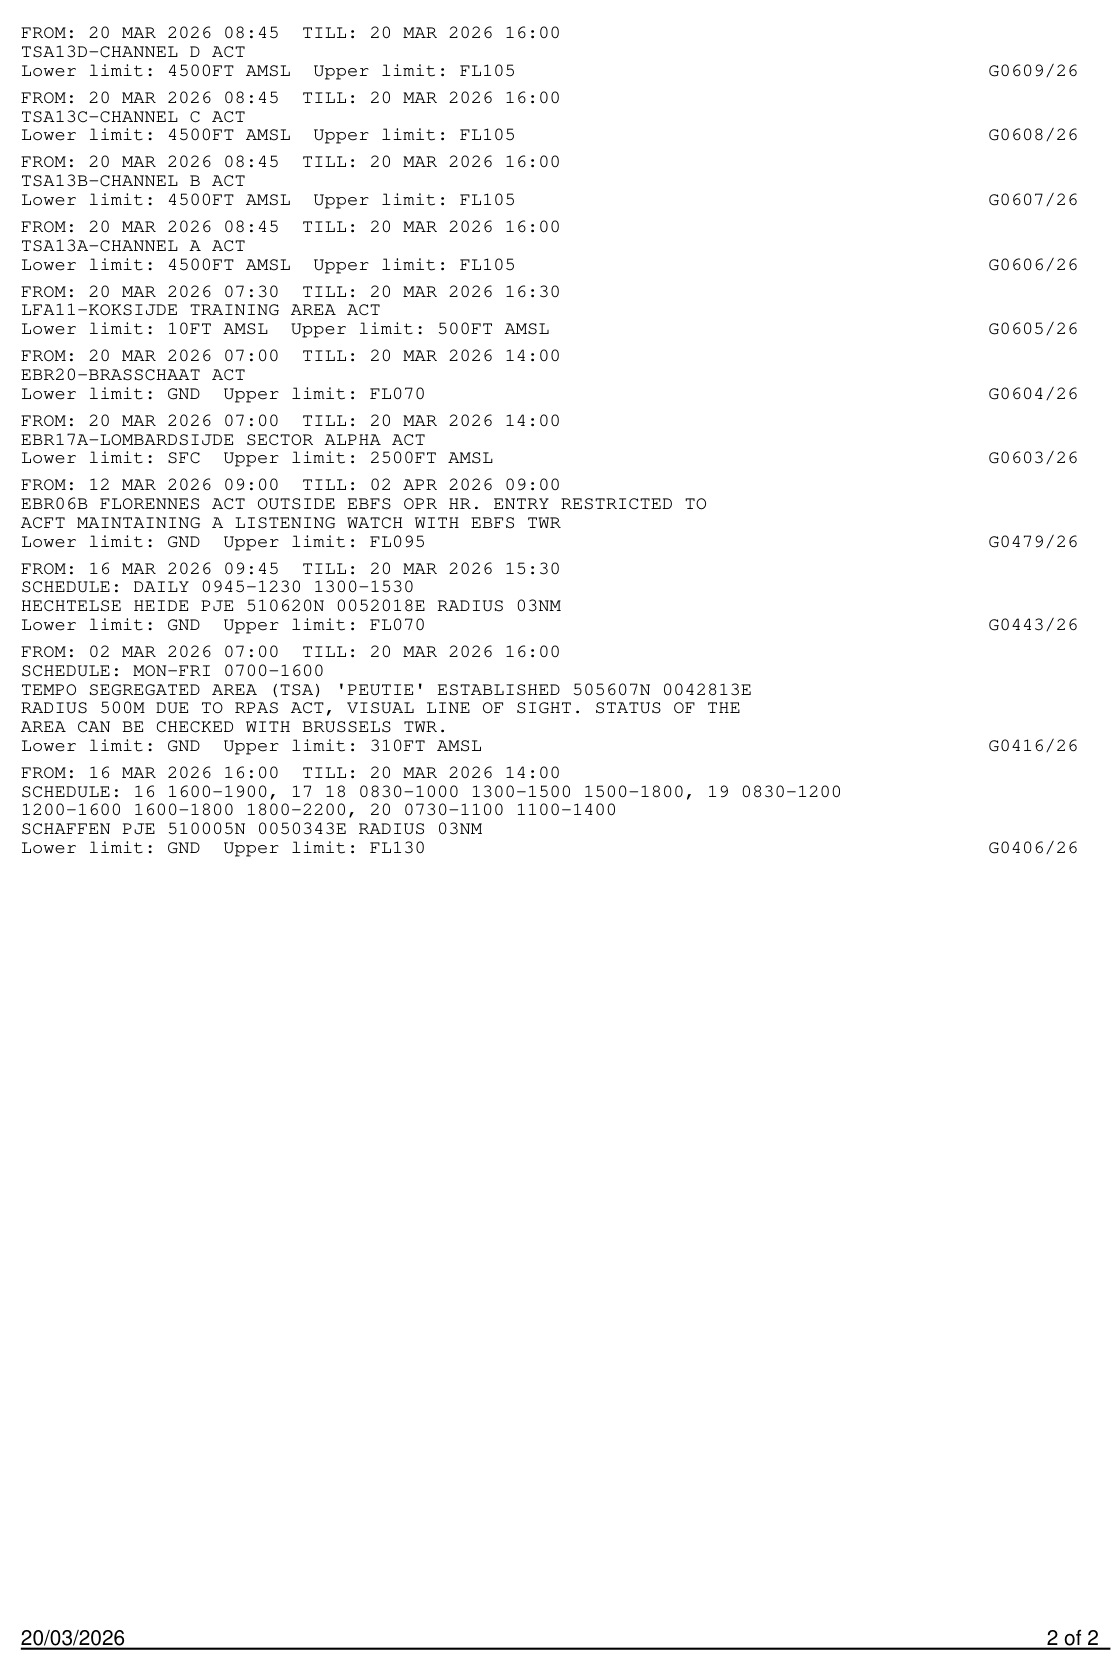 FROM: 20 MAR 2026 08:45  TILL: 20 MAR 2026 16:00
TSA13D-CHANNEL D ACT
Lower limit: 4500FT AMSL  Upper limit: FL105 G0609/26
FROM: 20 MAR 2026 08:45  TILL: 20 MAR 2026 16:00
TSA13C-CHANNEL C ACT
Lower limit: 4500FT AMSL  Upper limit: FL105 G0608/26
FROM: 20 MAR 2026 08:45  TILL: 20 MAR 2026 16:00
TSA13B-CHANNEL B ACT
Lower limit: 4500FT AMSL  Upper limit: FL105 G0607/26
FROM: 20 MAR 2026 08:45  TILL: 20 MAR 2026 16:00
TSA13A-CHANNEL A ACT
Lower limit: 4500FT AMSL  Upper limit: FL105 G0606/26
FROM: 20 MAR 2026 07:30  TILL: 20 MAR 2026 16:30
LFA11-KOKSIJDE TRAINING AREA ACT
Lower limit: 10FT AMSL  Upper limit: 500FT AMSL G0605/26
FROM: 20 MAR 2026 07:00  TILL: 20 MAR 2026 14:00
EBR20-BRASSCHAAT ACT
Lower limit: GND  Upper limit: FL070 G0604/26
FROM: 20 MAR 2026 07:00  TILL: 20 MAR 2026 14:00
EBR17A-LOMBARDSIJDE SECTOR ALPHA ACT
Lower limit: SFC  Upper limit: 2500FT AMSL G0603/26
FROM: 12 MAR 2026 09:00  TILL: 02 APR 2026 09:00
EBR06B FLORENNES ACT OUTSIDE EBFS OPR HR. ENTRY RESTRICTED TO
ACFT MAINTAINING A LISTENING WATCH WITH EBFS TWR
Lower limit: GND  Upper limit: FL095 G0479/26
FROM: 16 MAR 2026 09:45  TILL: 20 MAR 2026 15:30
SCHEDULE: DAILY 0945-1230 1300-1530
HECHTELSE HEIDE PJE 510620N 0052018E RADIUS 03NM
Lower limit: GND  Upper limit: FL070 G0443/26
FROM: 02 MAR 2026 07:00  TILL: 20 MAR 2026 16:00
SCHEDULE: MON-FRI 0700-1600
TEMPO SEGREGATED AREA (TSA) 'PEUTIE' ESTABLISHED 505607N 0042813E
RADIUS 500M DUE TO RPAS ACT, VISUAL LINE OF SIGHT. STATUS OF THE
AREA CAN BE CHECKED WITH BRUSSELS TWR.
Lower limit: GND  Upper limit: 310FT AMSL G0416/26
FROM: 16 MAR 2026 16:00  TILL: 20 MAR 2026 14:00
SCHEDULE: 16 1600-1900, 17 18 0830-1000 1300-1500 1500-1800, 19 0830-1200
1200-1600 1600-1800 1800-2200, 20 0730-1100 1100-1400
SCHAFFEN PJE 510005N 0050343E RADIUS 03NM
Lower limit: GND  Upper limit: FL130 G0406/26
20/03/2026 2 of 2